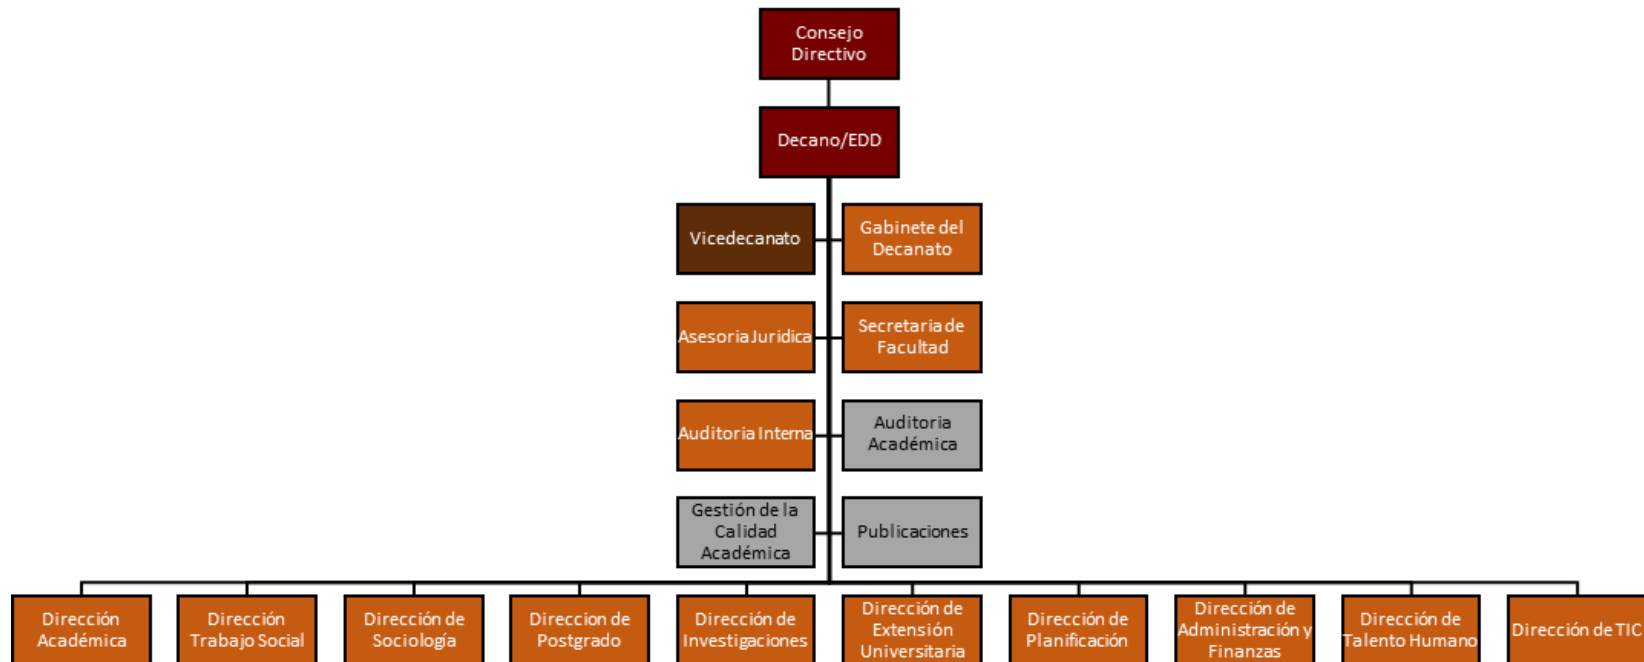 Consejo
Directivo
Decano/EDD
Vicedecanato
Gabinete del
Decanato
Asesoria Juridica
Secretaria de
Facultad
Auditoria Interna
Auditoria
Académica
Gestión de la
Calidad
Académica
Publicaciones
Dirección
Académica
Dirección
Trabajo Social
Dirección de
Sociología
Direccion de
Postgrado
Dirección de
Investigaciones
Dirección de
Extensión
Universitaria
Dirección de
Planificación
Dirección de
Administración y
Finanzas
Dirección de
Talento Humano
Dirección de TIC